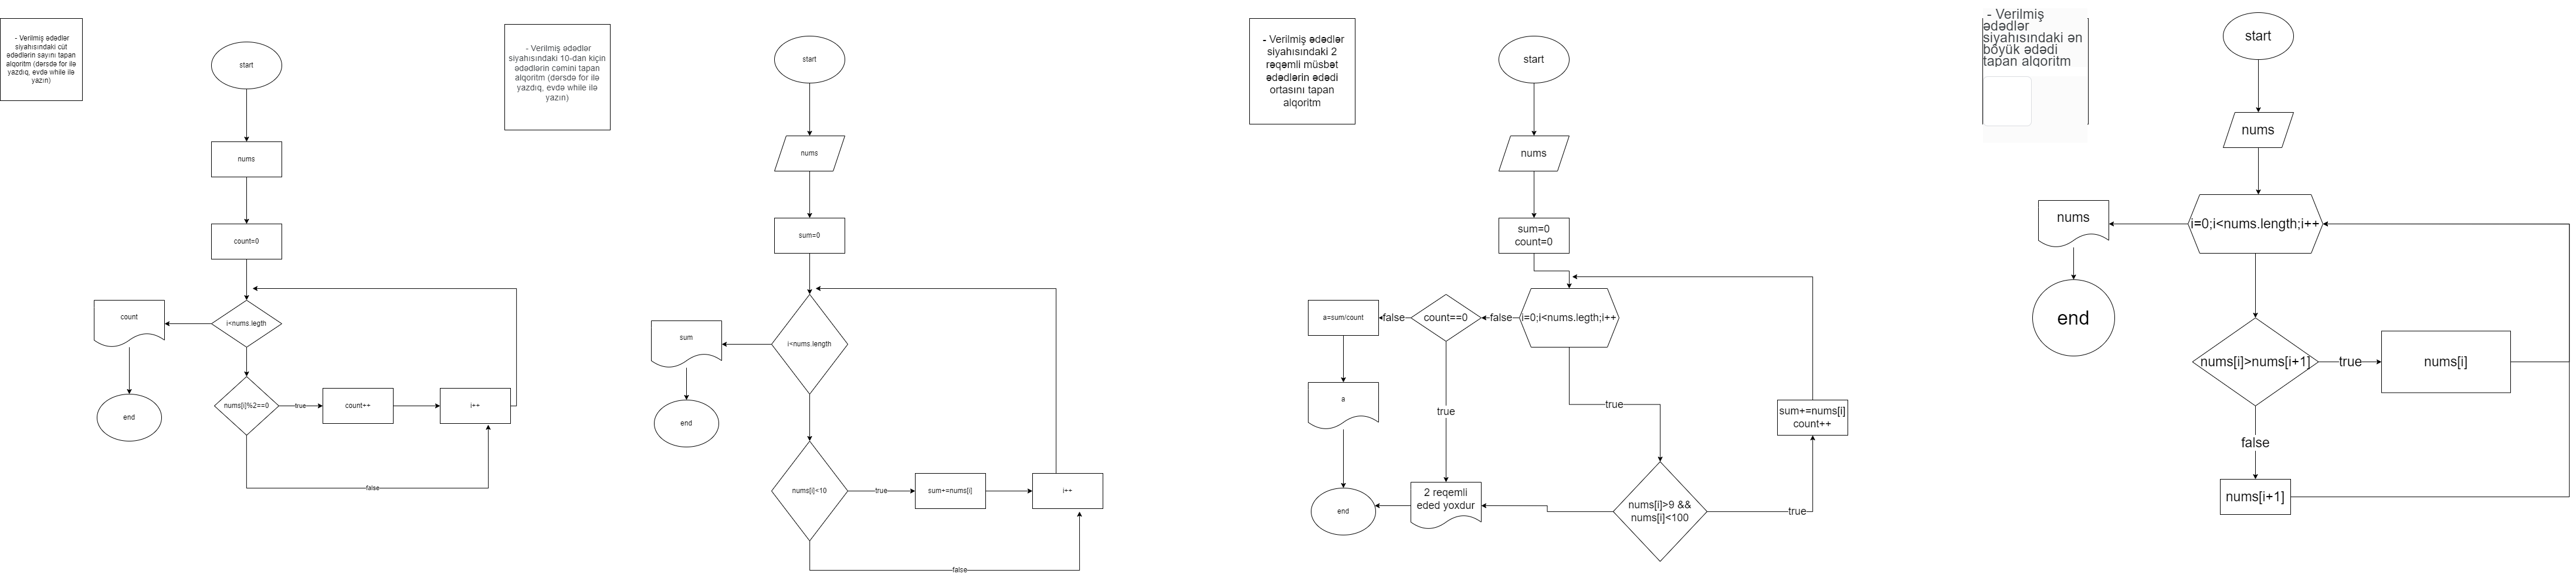 - Verilmiş ədədlər
siyahısındaki cüt
ədədlərin sayını tapan
alqoritm (dərsdə for ilə
yazdıq, evdə while ilə
yazın)
start
nums
count=0
i<nums.legth
count
end
nums[i]%2==0
true
count++
i++
false
- Verilmiş ədədlər
siyahısındaki 10-dan kiçin
ədədlərin cəmini tapan
alqoritm (dərsdə for ilə
yazdıq, evdə while ilə
yazın)
start
nums
sum=0
i<nums.length
sum
end
nums[i]<10
true
sum+=nums[i]
i++
false
- Verilmiş ədədlər
siyahısındaki 2
rəqəmli müsbət
ədədlərin ədədi
ortasını tapan
alqoritm
start
nums
sum=0
count=0
i=0;i<nums.legth;i++
false
count==0
false
a=sum/count
a
end
true
2 reqemli
eded yoxdur
true
nums[i]>9 &&
nums[i]<100
true
sum+=nums[i]
count++
- Verilmiş
ədədlər
siyahısındaki ən
böyük ədədi
tapan alqoritm
start
nums
i=0;i<nums.length;i++
nums
end
nums[i]>nums[i+1]
true
nums[i]
false
nums[i+1]